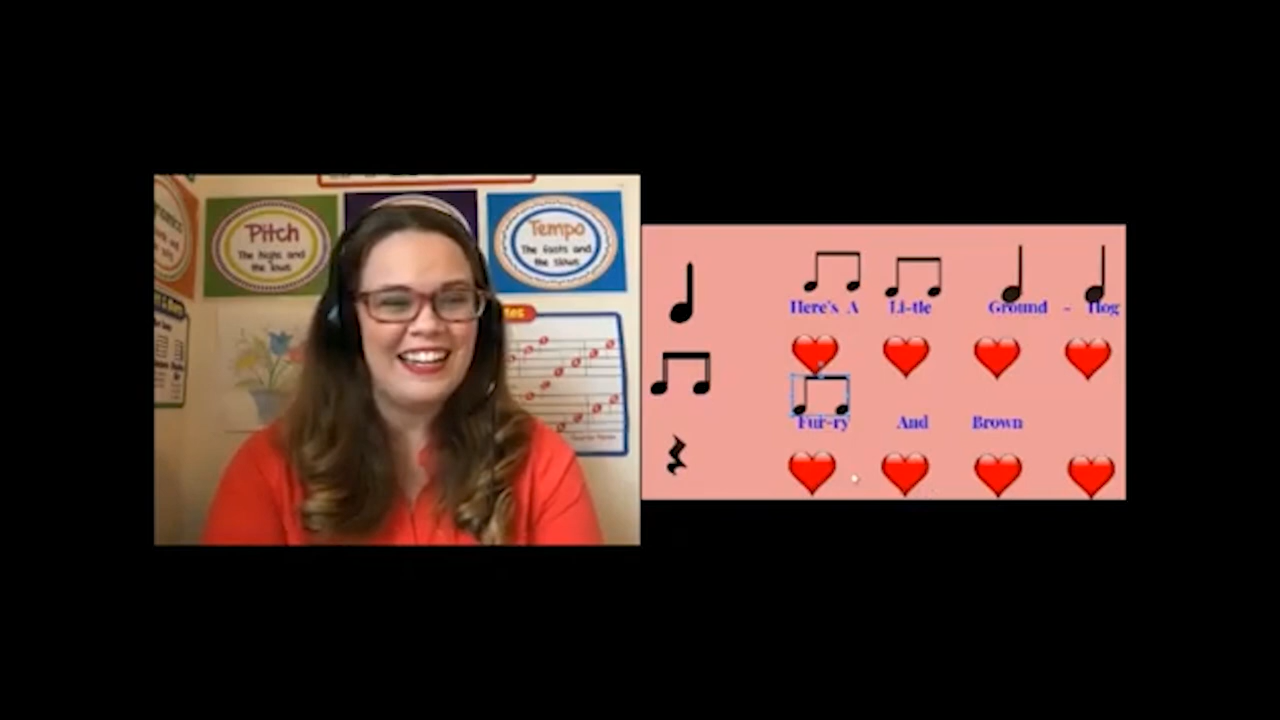 Pitch
The highs and
the lows
Tempo
The fasts and
the slows
Here's A Li-tle Ground - Hog
Fur-ry And Brown